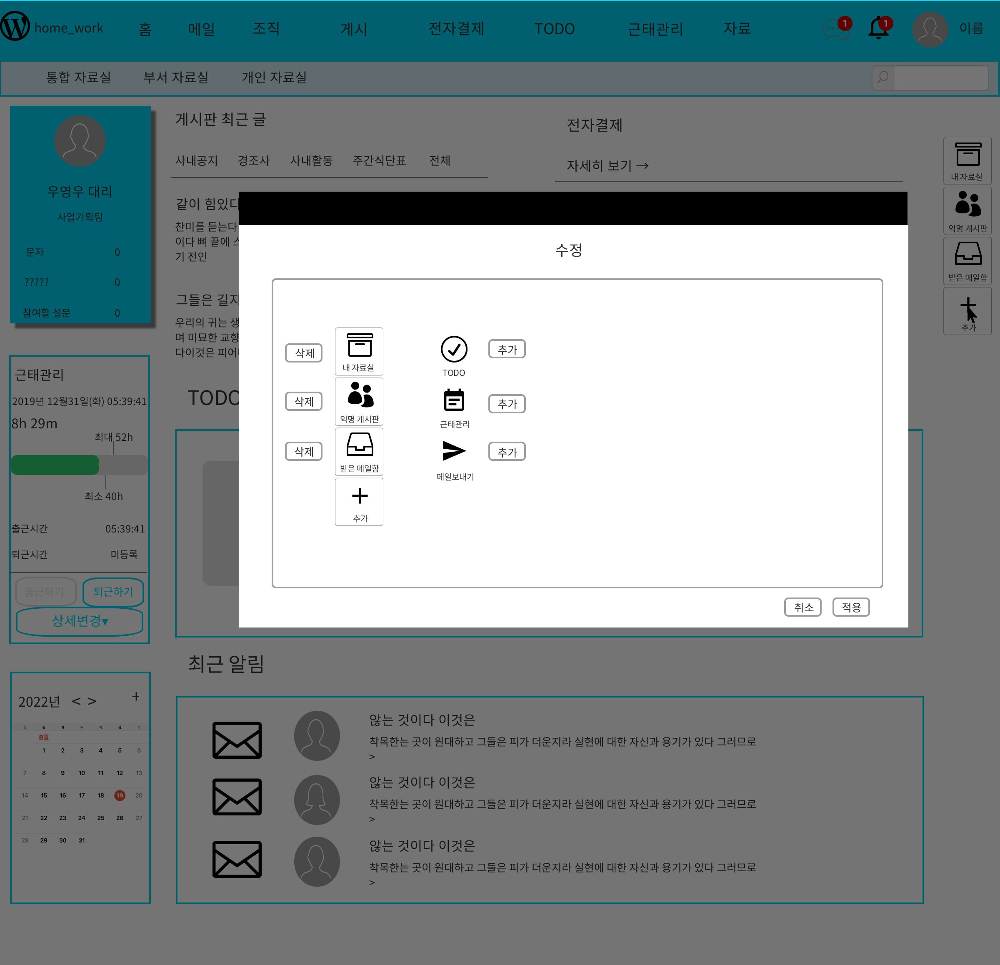 home_work
홈
메일
조직
게시
전자결제
TODO
근태관리
자료
1
1
이름
통합 자료실
부서 자료실
개인 자료실
우영우 대리
사업기획팀
문자 0
????? 0
참여할 설문 0
게시판 최근 글
사내공지 경조사 사내활동 주간식단표 전체
같이 힘있다
찬미를 듣는다
이다 뼈 끝에 스
기 전인
그들은 길지
우리의 귀는 생
며 미묘한 교향
다이것은 피어
전자결제
자세히 보기 →
내 자료실
익명 게시판
받은 메일함
추가
수정
삭제
내 자료실
TODO
추가
삭제
익명 게시판
근태관리
추가
삭제
받은 메일함
메일보내기
추가
추가
취소
적용
근태관리
2019년 12월31일(화) 05:39:41
8h 29m
최대 52h
최소 40h
출근시간 05:39:41
퇴근시간 미등록
출근하기
퇴근하기
상세변경▾
TODO
2022년 < > +
일 월 화 수 목 금 토
8월
1 2 3 4 5 6
7 8 9 10 11 12 13
14 15 16 17 18 19 20
21 22 23 24 25 26 27
28 29 30 31
최근 알림
않는 것이다 이것은
착목한는 곳이 원대하고 그들은 피가 더운지라 실현에 대한 자신과 용기가 있다 그러므로
>
않는 것이다 이것은
착목한는 곳이 원대하고 그들은 피가 더운지라 실현에 대한 자신과 용기가 있다 그러므로
>
않는 것이다 이것은
착목한는 곳이 원대하고 그들은 피가 더운지라 실현에 대한 자신과 용기가 있다 그러므로
>